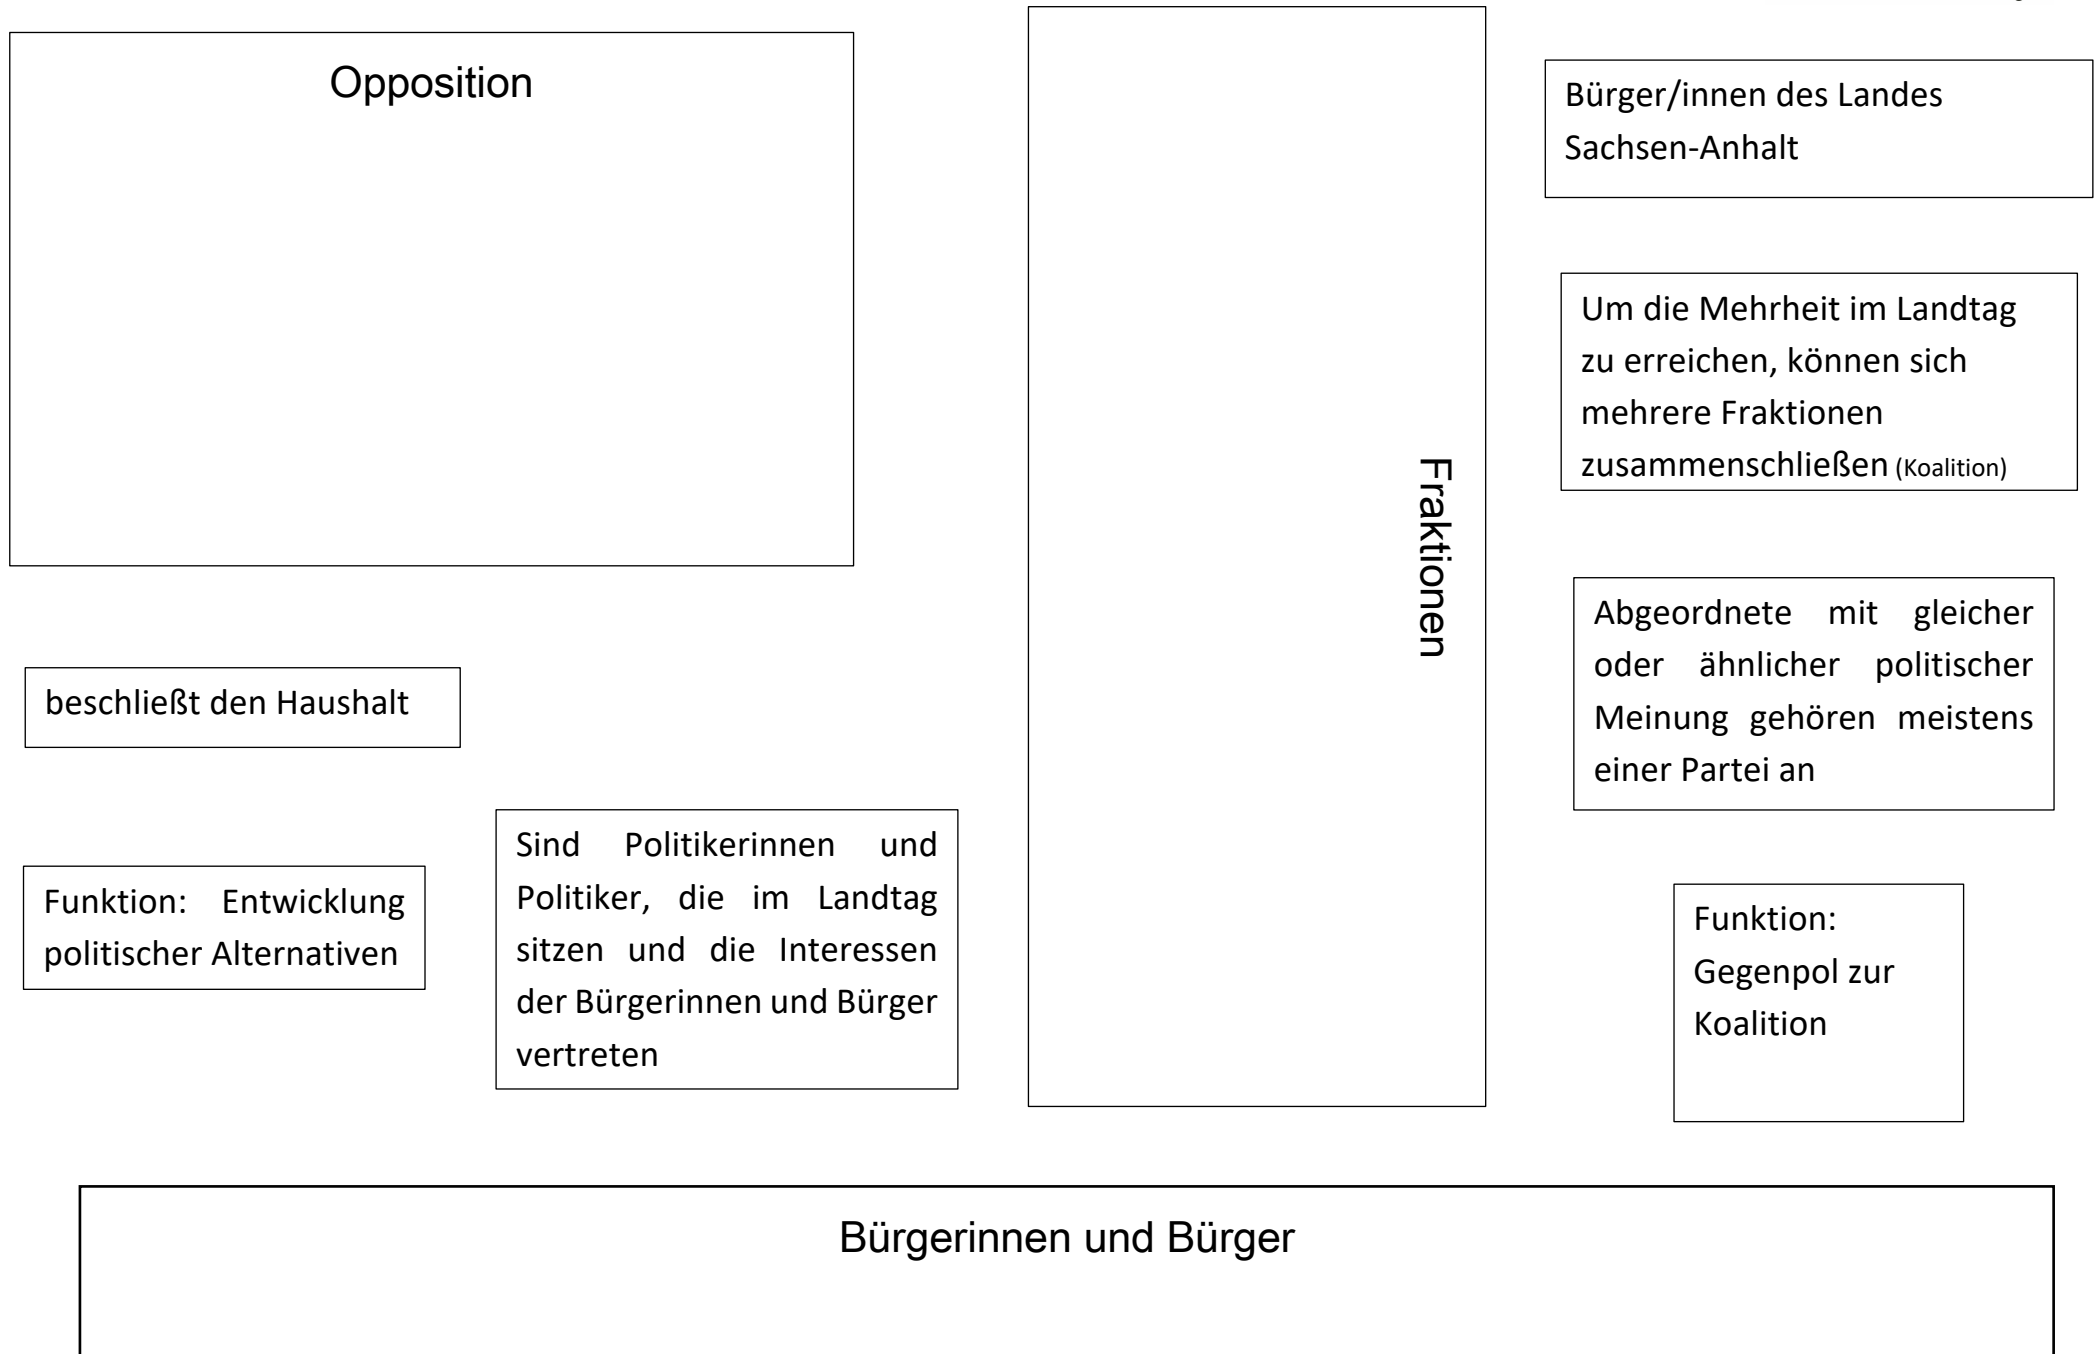 Opposition
Bürger/innen des Landes
Sachsen-Anhalt
Um die Mehrheit im Landtag
zu erreichen, können sich
mehrere Fraktionen
zusammenschließen (Koalition)
Fraktionen
Abgeordnete mit gleicher
oder ähnlicher politischer
Meinung gehören meistens
einer Partei an
beschließt den Haushalt
Funktion: Entwicklung
politischer Alternativen
Sind Politikerinnen und
Politiker, die im Landtag
sitzen und die Interessen
der Bürgerinnen und Bürger
vertreten
Funktion:
Gegenpol zur
Koalition
Bürgerinnen und Bürger